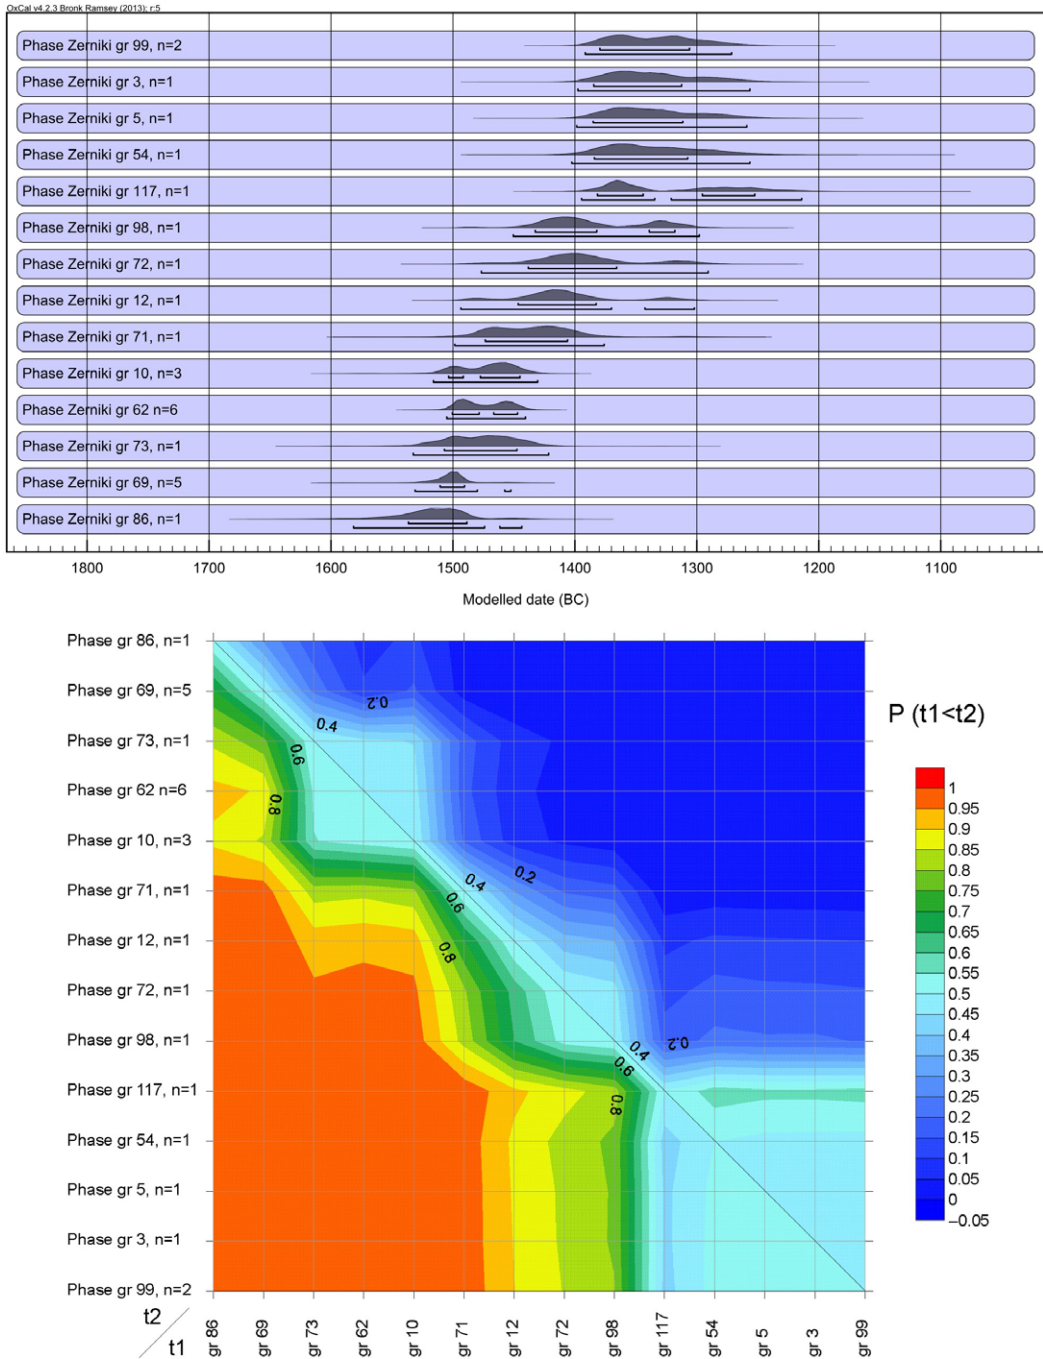 OxCal v4.2.3 Bronk Ramsey (2013); r:5
Phase Zerniki gr 99, n=2
Phase Zerniki gr 3, n=1
Phase Zerniki gr 5, n=1
Phase Zerniki gr 54, n=1
Phase Zerniki gr 117, n=1
Phase Zerniki gr 98, n=1
Phase Zerniki gr 72, n=1
Phase Zerniki gr 12, n=1
Phase Zerniki gr 71, n=1
Phase Zerniki gr 10, n=3
Phase Zerniki gr 62 n=6
Phase Zerniki gr 73, n=1
Phase Zerniki gr 69, n=5
Phase Zerniki gr 86, n=1
1800 1700 1600 1500 1400 1300 1200 1100
Modelled date (BC)
Phase gr 86, n=1
Phase gr 69, n=5
Phase gr 73, n=1
Phase gr 62 n=6
Phase gr 10, n=3
Phase gr 71, n=1
Phase gr 12, n=1
Phase gr 72, n=1
Phase gr 98, n=1
Phase gr 117, n=1
Phase gr 54, n=1
Phase gr 5, n=1
Phase gr 3, n=1
Phase gr 99, n=2
t2
t1
gr 86
gr 69
gr 73
gr 62
gr 10
gr 71
gr 12
gr 72
gr 98
gr 117
gr 54
gr 5
gr 3
gr 99
0.2
0.4
0.6
0.8
0.2
0.4
0.6
0.8
0.2
0.4
0.6
0.8
P (t1<t2)
1
0.95
0.9
0.85
0.8
0.75
0.7
0.65
0.6
0.55
0.5
0.45
0.4
0.35
0.3
0.25
0.2
0.15
0.1
0.05
0
−0.05